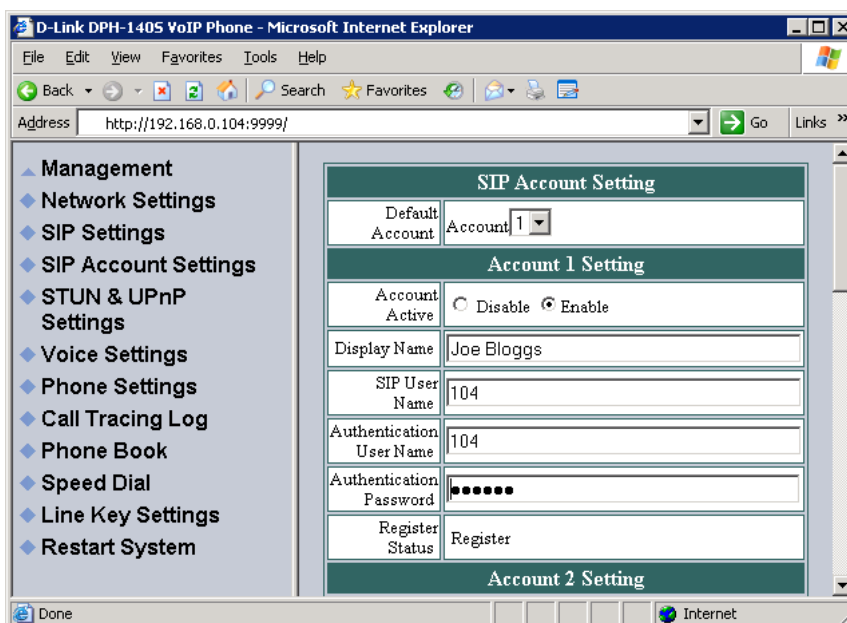 D-Link DPH-140S VoIP Phone - Microsoft Internet Explorer
File Edit View Favorites Tools Help
Back Search Favorites
Address http://192.168.0.104:9999/ Go Links »
Management
Network Settings
SIP Settings
SIP Account Settings
STUN & UPnP
Settings
Voice Settings
Phone Settings
Call Tracing Log
Phone Book
Speed Dial
Line Key Settings
Restart System
SIP Account Setting
Default
Account
Account 1
Account 1 Setting
Account
Active
Disable Enable
Display Name Joe Bloggs
SIP User
Name
104
Authentication
User Name
104
Authentication
Password
••••••
Register
Status
Register
Account 2 Setting
Done Internet